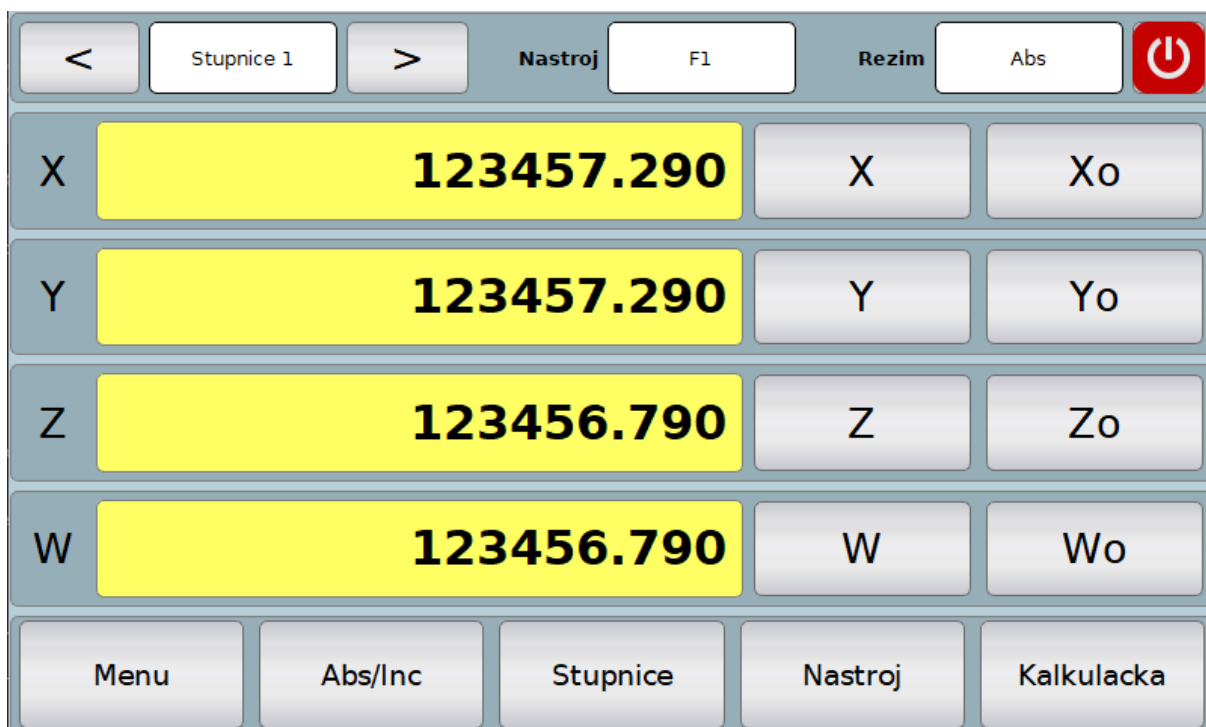 < Stupnice 1 > Nastroj F1 Rezim Abs
X 123457.290 X Xo
Y 123457.290 Y Yo
Z 123456.790 Z Zo
W 123456.790 W Wo
Menu Abs/Inc Stupnice Nastroj Kalkulacka